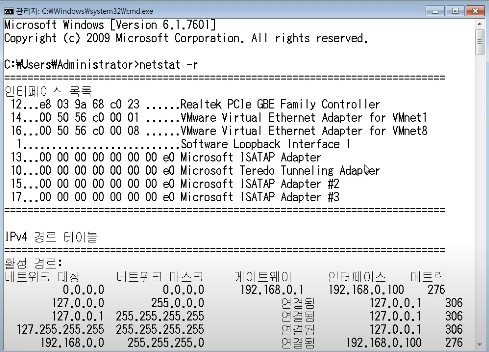 관리자: C:\Windows\system32\cmd.exe
Microsoft Windows [Version 6.1.7601]
Copyright (c) 2009 Microsoft Corporation. All rights reserved.
C:\Users\Administrator>netstat -r
===========================================================================
인터페이스 목록
12...e8 03 9a 68 c0 23 ......Realtek PCIe GBE Family Controller
14...00 50 56 c0 00 01 ......VMware Virtual Ethernet Adapter for VMnet1
16...00 50 56 c0 00 08 ......VMware Virtual Ethernet Adapter for VMnet8
1...........................Software Loopback Interface 1
13...00 00 00 00 00 00 00 e0 Microsoft ISATAP Adapter
10...00 00 00 00 00 00 00 e0 Microsoft Teredo Tunneling Adapter
15...00 00 00 00 00 00 00 e0 Microsoft ISATAP Adapter #2
17...00 00 00 00 00 00 00 e0 Microsoft ISATAP Adapter #3
===========================================================================
IPv4 경로 테이블
===========================================================================
활성 경로:
네트워크 대상 네트워크 마스크 게이트웨이 인터페이스 메트릭
0.0.0.0 0.0.0.0 192.168.0.1 192.168.0.100 276
127.0.0.0 255.0.0.0 연결됨 127.0.0.1 306
127.0.0.1 255.255.255.255 연결됨 127.0.0.1 306
127.255.255.255 255.255.255.255 연결됨 127.0.0.1 306
192.168.0.0 255.255.255.0 연결됨 192.168.0.100 276